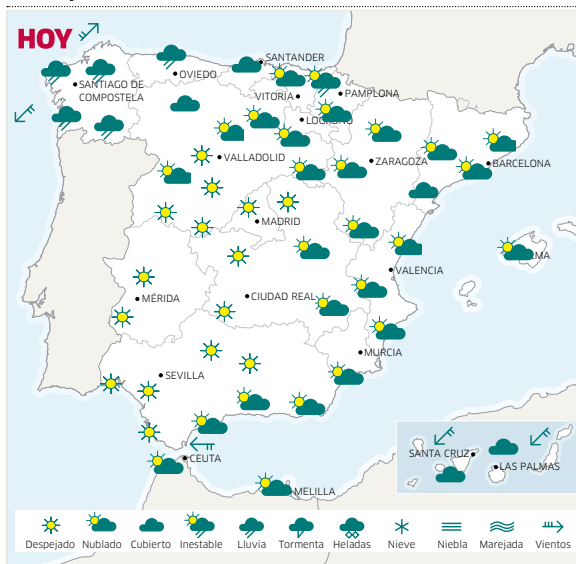 HOY
SANTANDER
OVIEDO
SANTIAGO DE
COMPOSTELA
VITORIA
PAMPLONA
VALLADOLID
ZARAGOZA
BARCELONA
MADRID
VALENCIA
MÉRIDA
CIUDAD REAL
MURCIA
SEVILLA
CEUTA
MELILLA
SANTA CRUZ
LAS PALMAS
Despejado Nublado Cubierto Inestable Lluvia Tormenta Heladas Nieve Niebla Marejada Vientos